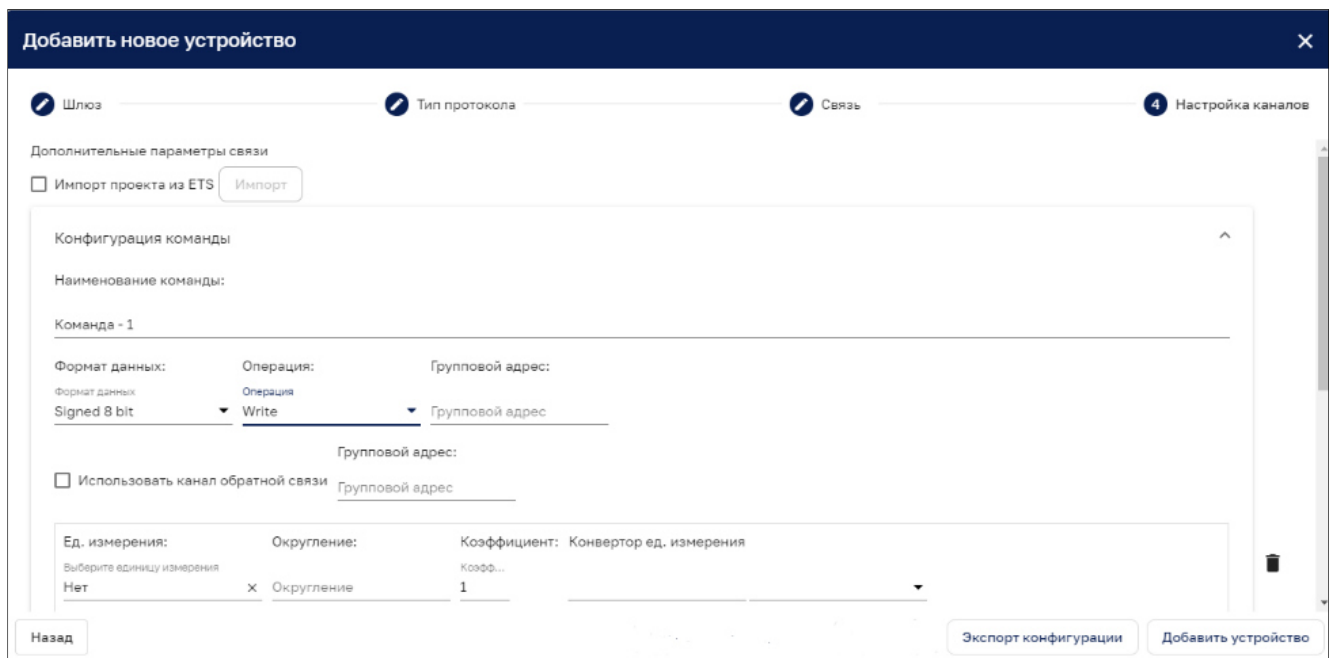 Добавить новое устройство
Шлюз Тип протокола Связь 4 Настройка каналов
Дополнительные параметры связи
Импорт проекта из ETS Импорт
Конфигурация команды
Наименование команды:
Команда - 1
Формат данных: Операция: Групповой адрес:
Формат данных Операция
Signed 8 bit Write Групповой адрес
Групповой адрес:
Использовать канал обратной связи Групповой адрес
Ед. измерения: Округление: Коэффициент: Конвертор ед. измерения
Выберите единицу измерения Коэфф...
Нет Округление 1
Назад Экспорт конфигурации Добавить устройство